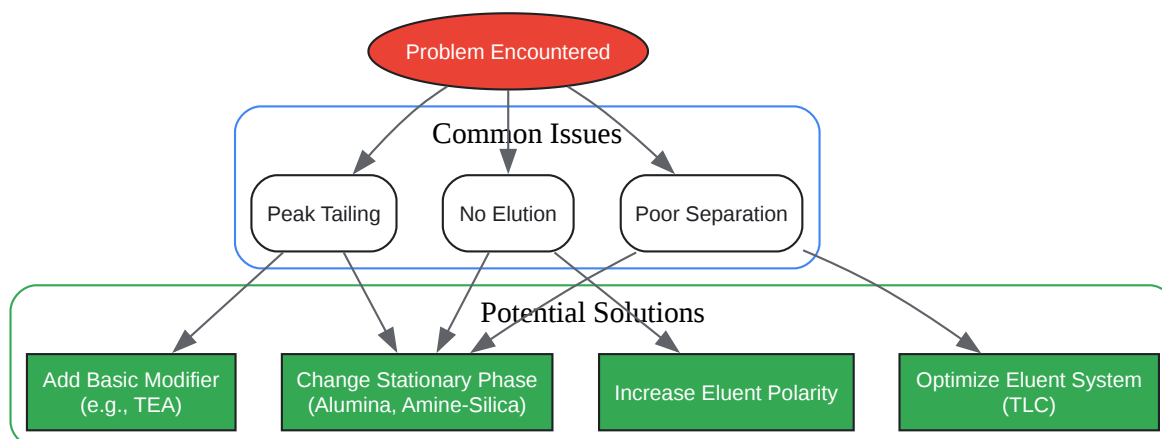 Problem Encountered
Common Issues
Peak Tailing
No Elution
Poor Separation
Potential Solutions
Add Basic Modifier
(e.g., TEA)
Change Stationary Phase
(Alumina, Amine-Silica)
Increase Eluent Polarity
Optimize Eluent System
(TLC)